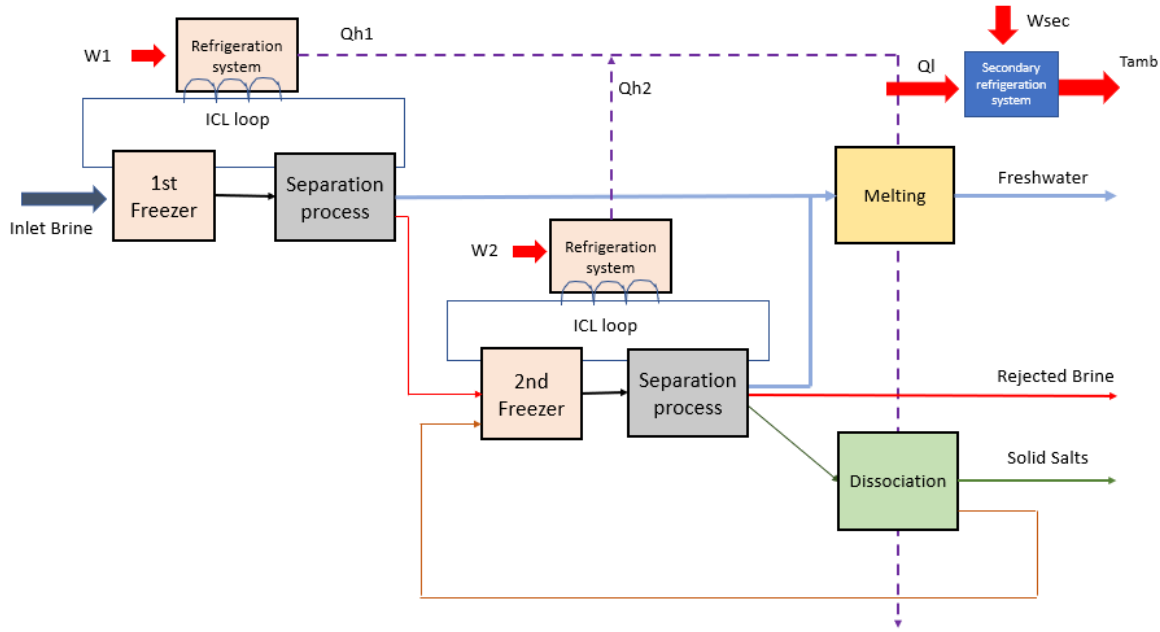 Wsec
W1
Refrigeration
system
Qh1
Ql
Secondary
refrigeration
system
Tamb
Qh2
ICL loop
Inlet Brine
1st
Freezer
Separation
process
Melting
Freshwater
W2
Refrigeration
system
ICL loop
2nd
Freezer
Separation
process
Rejected Brine
Dissociation
Solid Salts